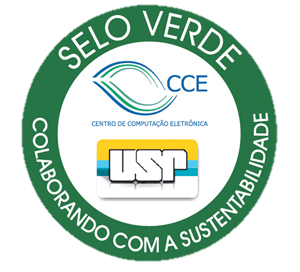 SELO VERDE
CCE
CENTRO DE COMPUTAÇÃO ELETRÔNICA
USP
COLABORANDO COM A SUSTENTABILIDADE